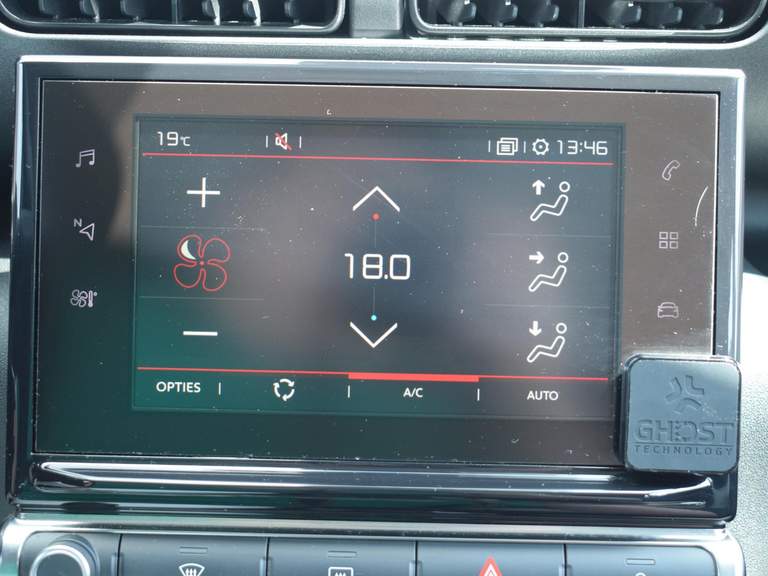 19°C 13:46
N
18.0
OPTIES A/C AUTO
GHOST
TECHNOLOGY